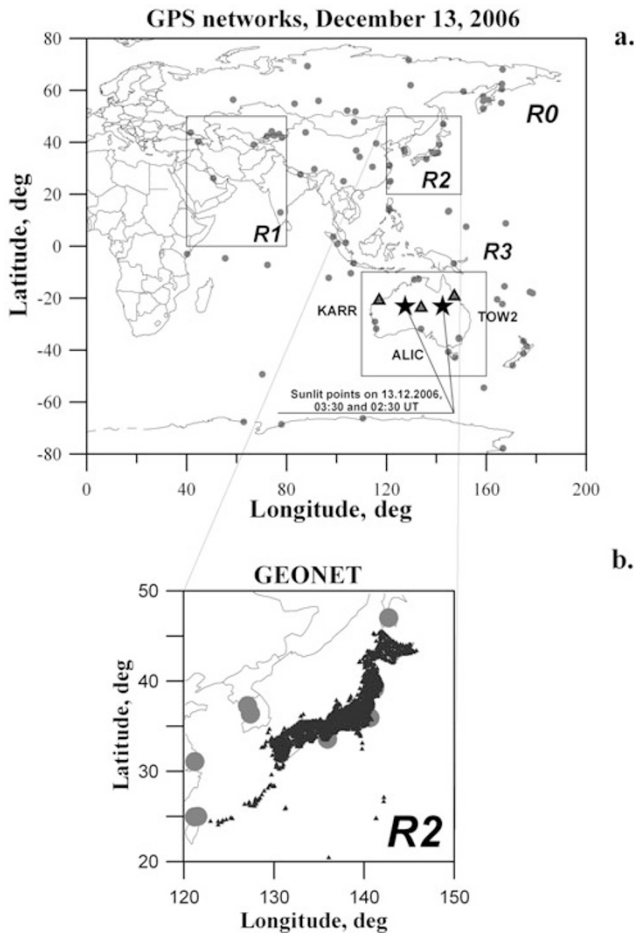 GPS networks, December 13, 2006
a.
80
60
40
20
0
-20
-40
-60
-80
Latitude, deg
R0
R1
R2
R3
KARR
TOW2
ALIC
Sunlit points on 13.12.2006,
03:30 and 02:30 UT
0 40 80 120 160 200
Longitude, deg
b.
GEONET
50
40
30
20
Latitude, deg
R2
120 130 140 150
Longitude, deg